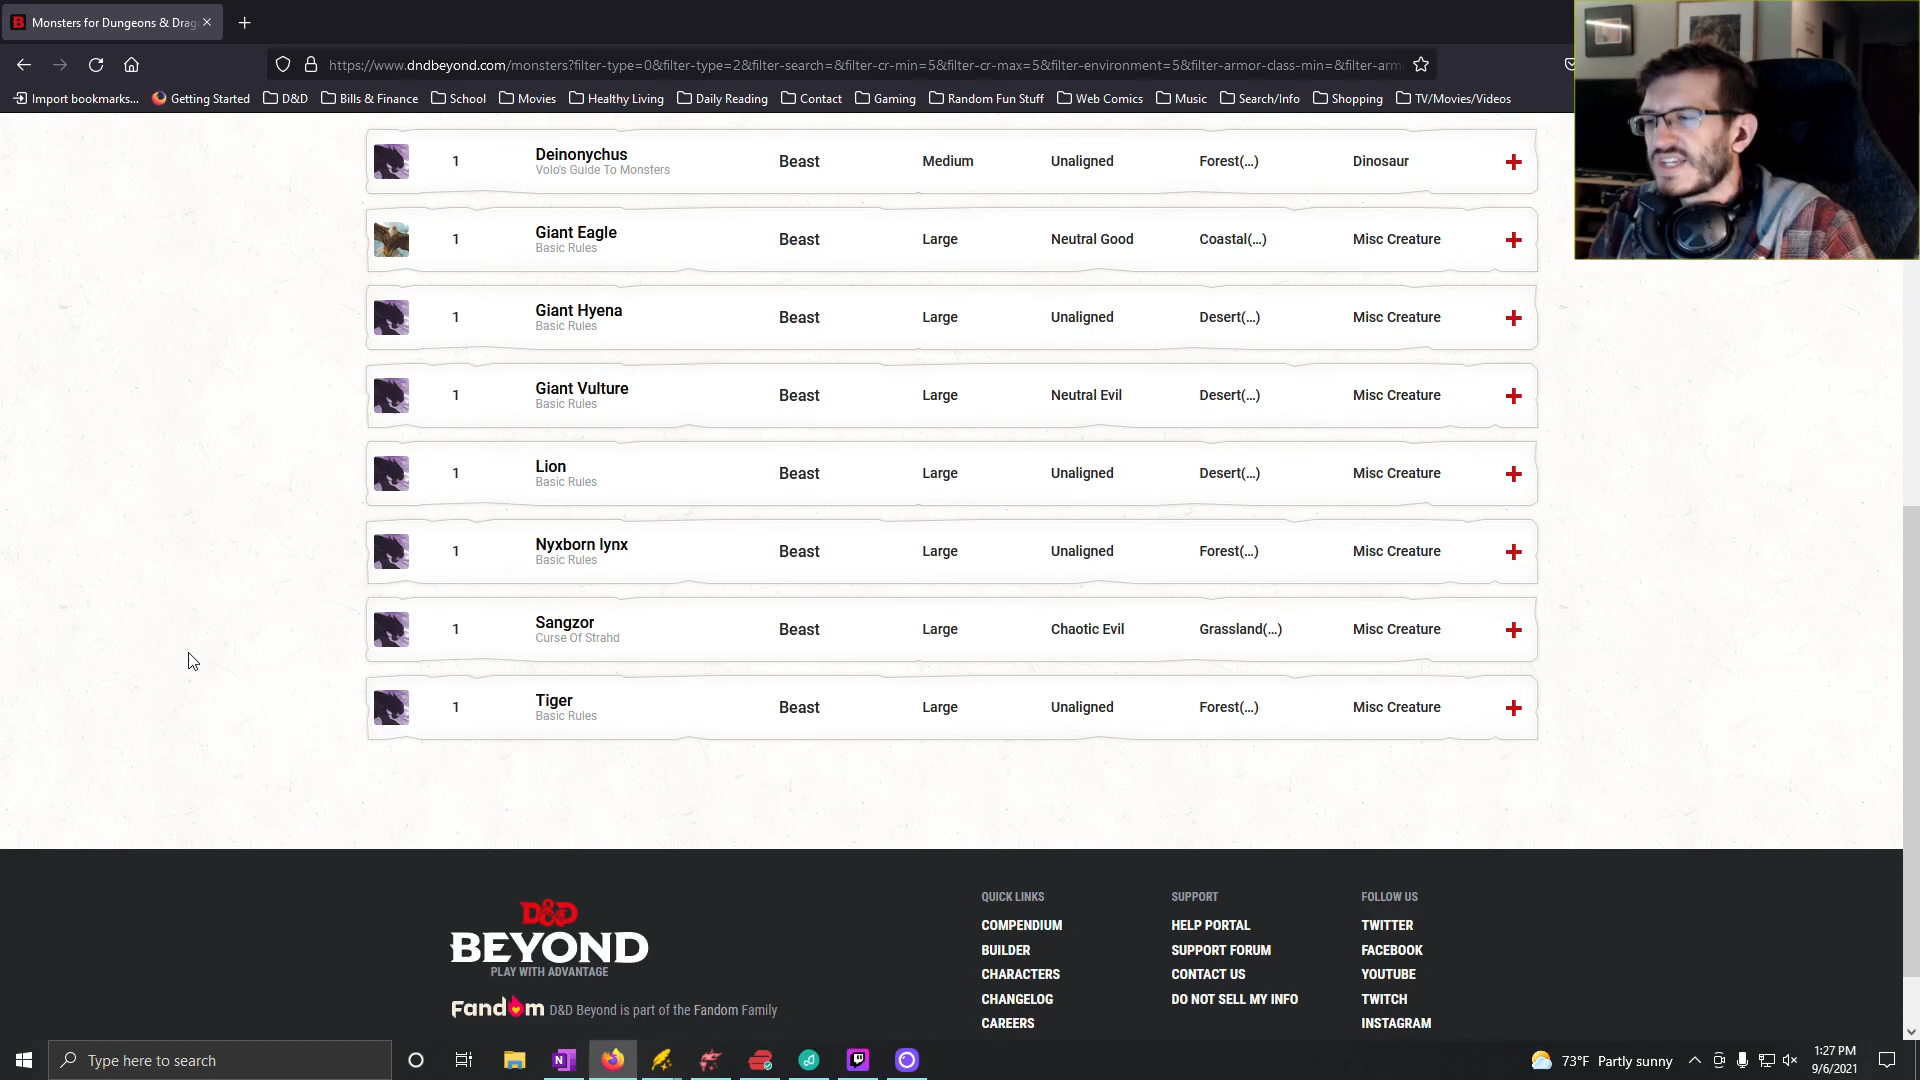 Monsters for Dungeons & Drag
https://www.dndbeyond.com/monsters?filter-type=0&filter-type=2&filter-search=&filter-cr-min=5&filter-cr-max=5&filter-environment=5&filter-armor-class-min=&filter-arm
Import bookmarks... Getting Started D&D Bills & Finance School Movies Healthy Living Daily Reading Contact Gaming Random Fun Stuff Web Comics Music Search/Info Shopping TV/Movies/Videos
1 Deinonychus Beast Medium Unaligned Forest(...) Dinosaur
Volo's Guide To Monsters
1 Giant Eagle Beast Large Neutral Good Coastal(...) Misc Creature
Basic Rules
1 Giant Hyena Beast Large Unaligned Desert(...) Misc Creature
Basic Rules
1 Giant Vulture Beast Large Neutral Evil Desert(...) Misc Creature
Basic Rules
1 Lion Beast Large Unaligned Desert(...) Misc Creature
Basic Rules
1 Nyxborn lynx Beast Large Unaligned Forest(...) Misc Creature
Basic Rules
1 Sangzor Beast Large Chaotic Evil Grassland(...) Misc Creature
Curse Of Strahd
1 Tiger Beast Large Unaligned Forest(...) Misc Creature
Basic Rules
D&D
BEYOND
PLAY WITH ADVANTAGE
Fandom D&D Beyond is part of the Fandom Family
QUICK LINKS
COMPENDIUM
BUILDER
CHARACTERS
CHANGELOG
CAREERS
SUPPORT
HELP PORTAL
SUPPORT FORUM
CONTACT US
DO NOT SELL MY INFO
FOLLOW US
TWITTER
FACEBOOK
YOUTUBE
TWITCH
INSTAGRAM
Type here to search
N
73°F Partly sunny
1:27 PM
9/6/2021